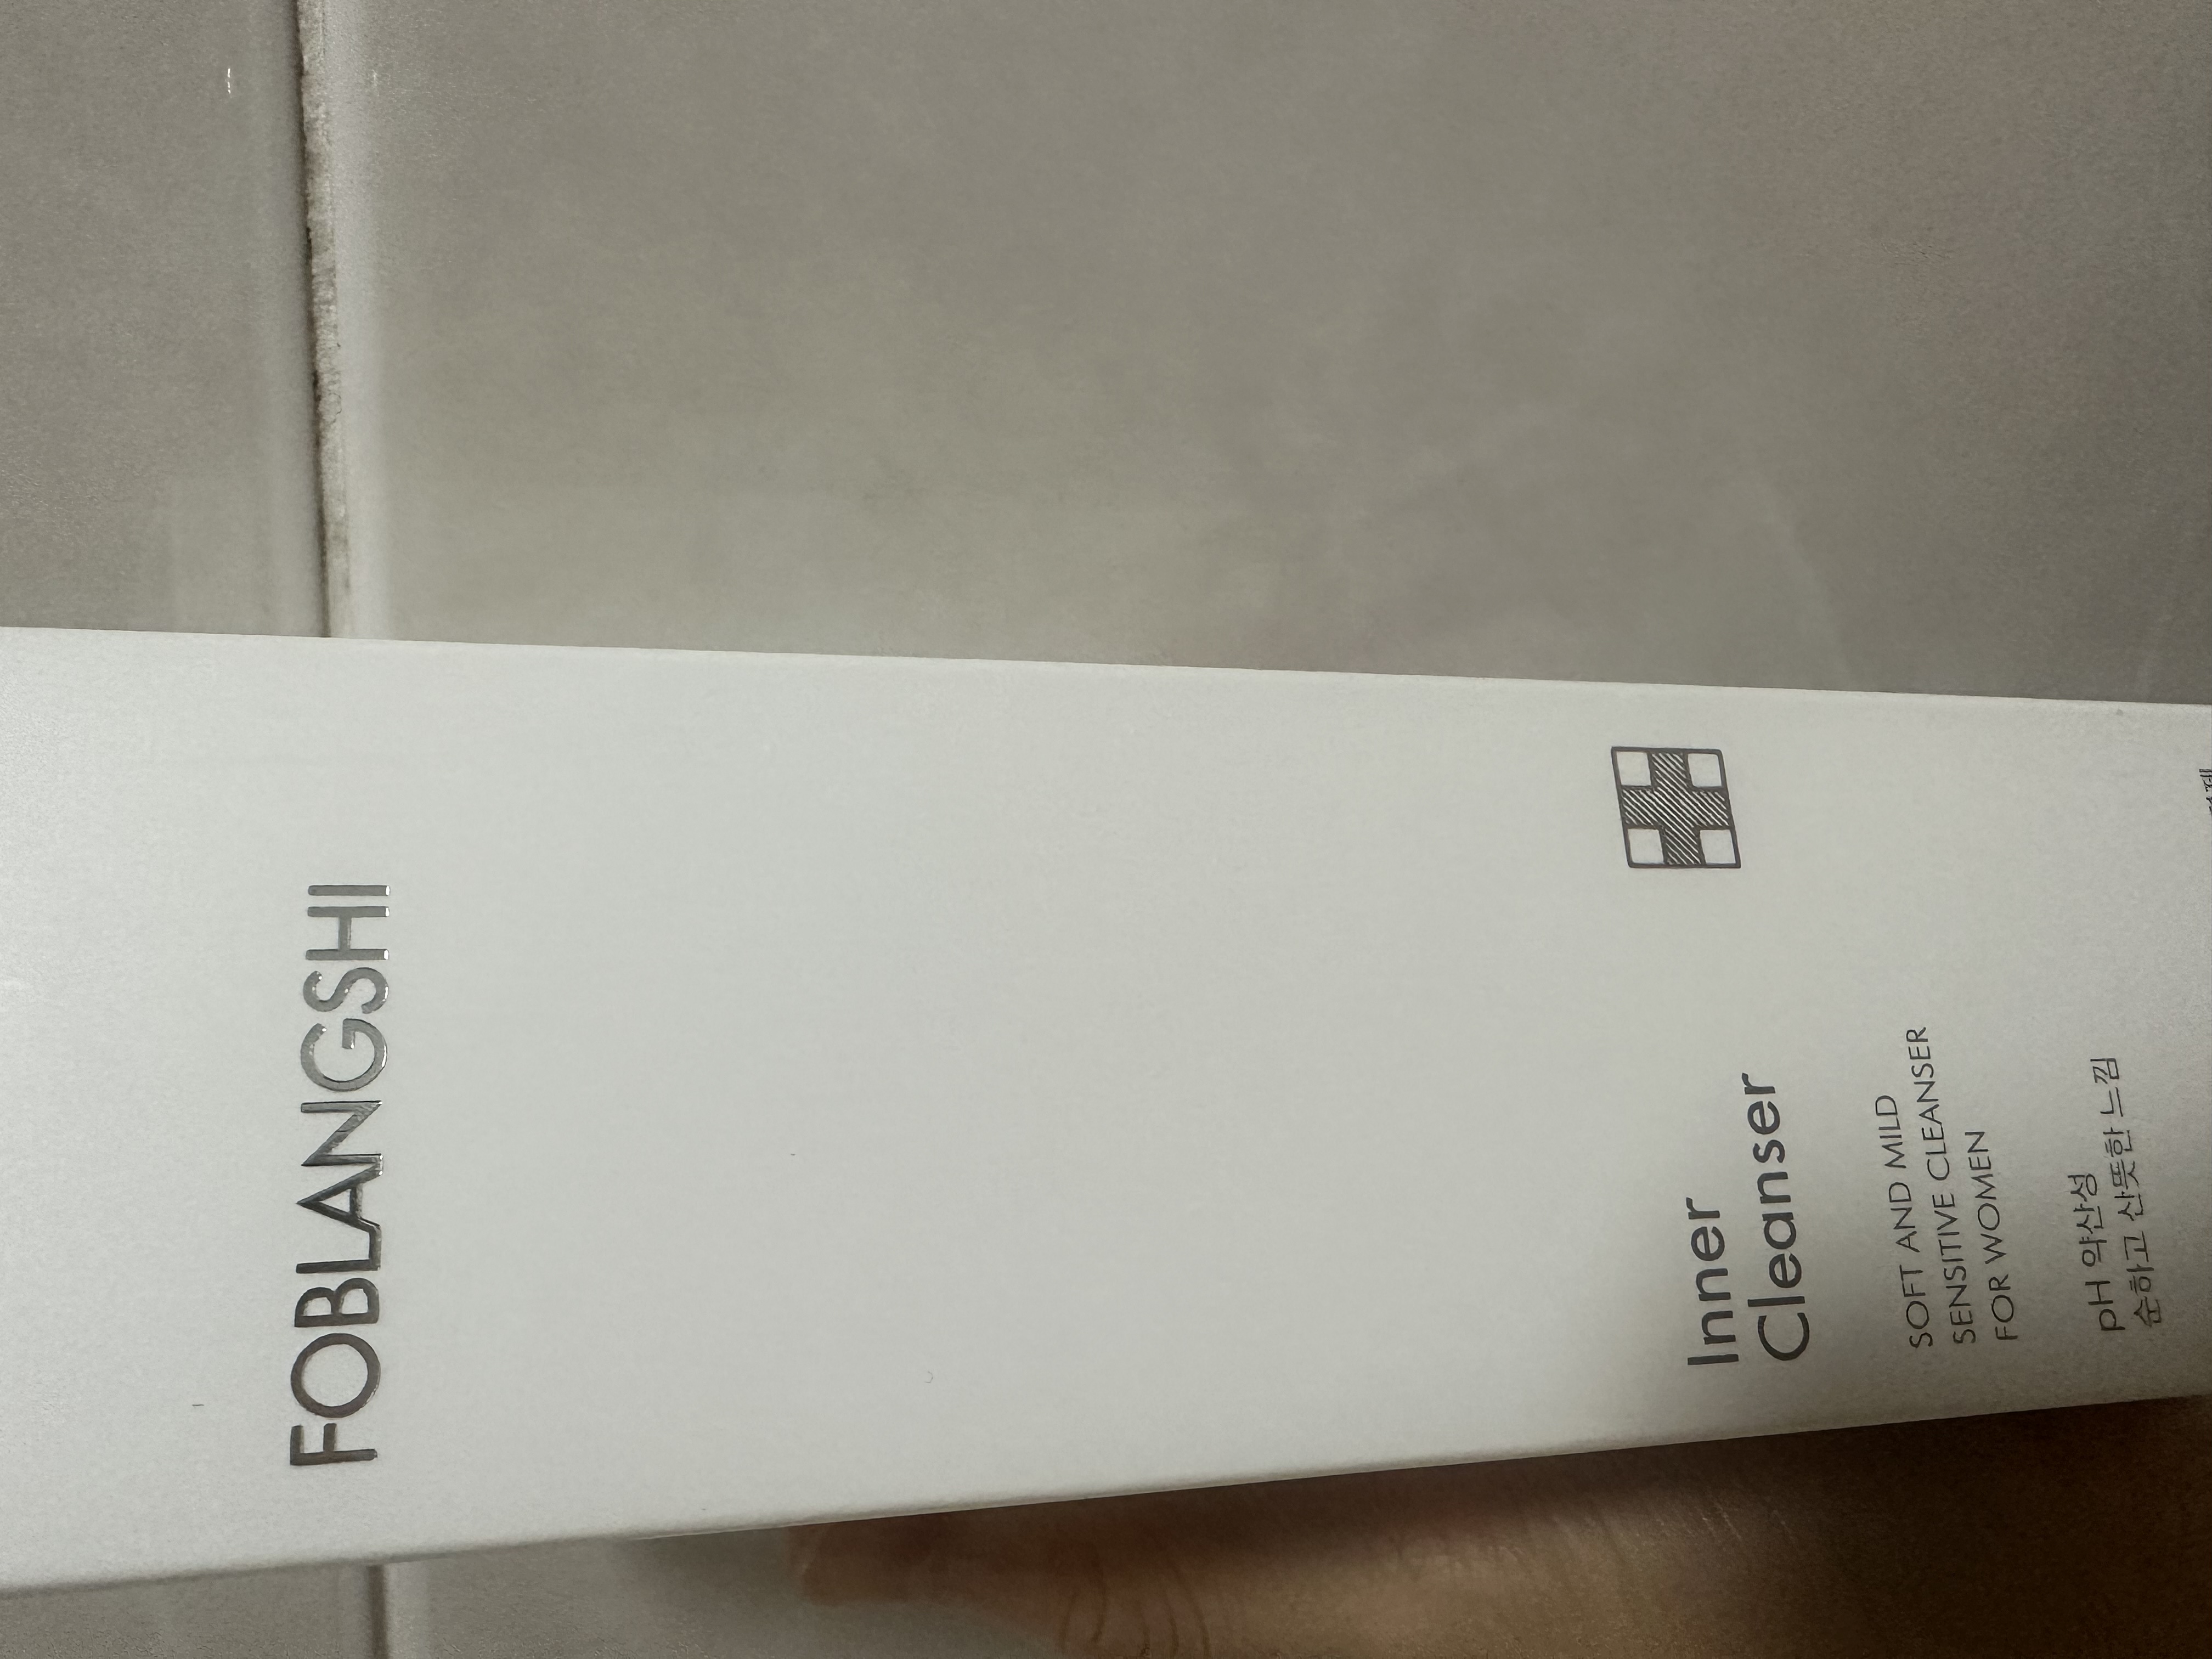 FOBLANGSHI
Inner
Cleanser
SOFT AND MILD
SENSITIVE CLEANSER
FOR WOMEN
pH 약산성
순하고 산뜻한 느낌